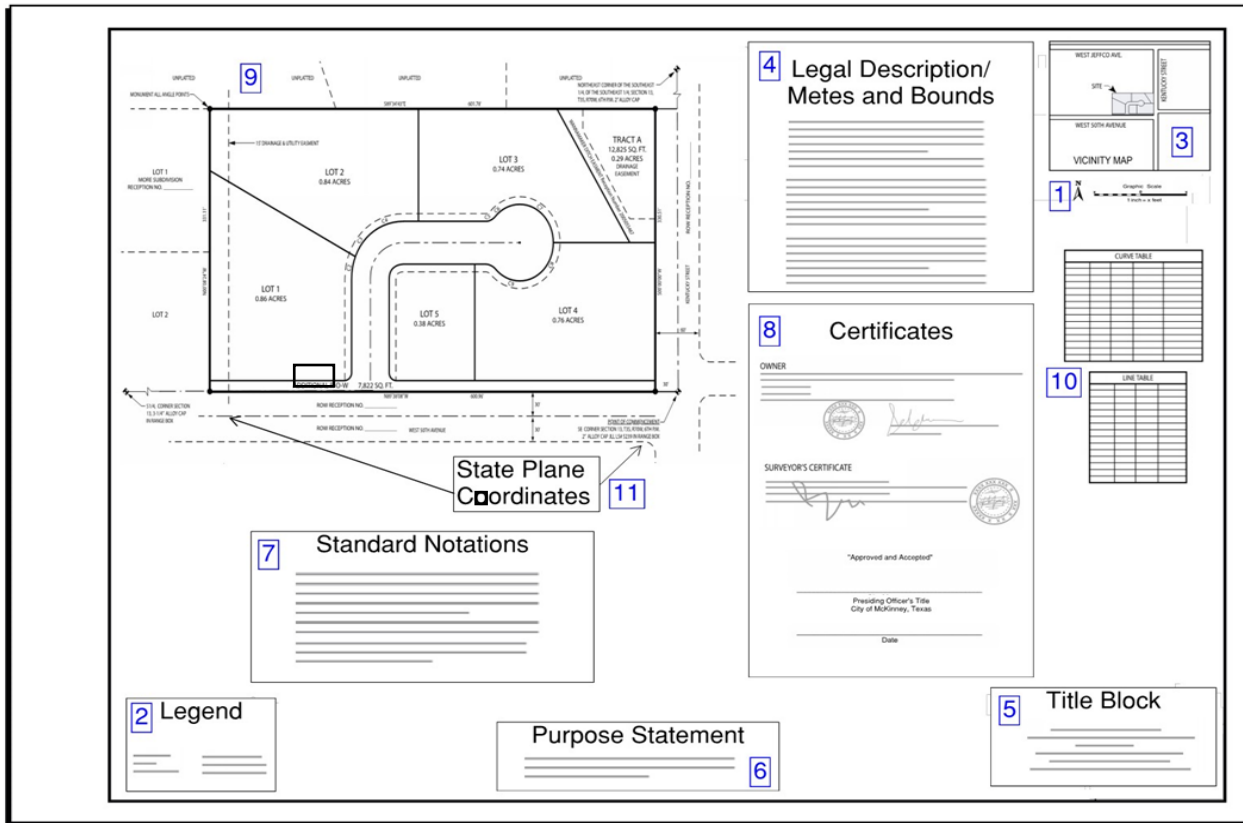 9
UNPLATTED
UNPLATTED
UNPLATTED
UNPLATTED
MONUMENT ALL ANGLE POINTS
NORTHEAST CORNER OF THE SOUTHEAST
1/4 OF THE SOUTHEAST 1/4, SECTION 13,
15' DRAINAGE & UTILITY EASMENT
LOT 1
MORE SUBDIVISION
RECEPTION NO.
LOT 2
0.84 ACRES
LOT 3
0.74 ACRES
TRACT A
12,825 SQ. FT.
0.29 ACRES
DRAINAGE
EASEMENT
ROW RECEPTION NO.
KENTUCKY STREET
LOT 2
LOT 1
0.86 ACRES
LOT 5
0.38 ACRES
LOT 4
0.76 ACRES
7,822 SQ. FT.
ROW RECEPTION NO.
ROW RECEPTION NO.
WEST 50TH AVENUE
POINT OF COMMENCEMENT
State Plane
Coordinates
11
4
Legal Description/
Metes and Bounds
WEST JEFFCO AVE.
KENTUCKY STREET
SITE
WEST 50TH AVENUE
3
VICINITY MAP
1
N
Graphic Scale
1 inch = x feet
CURVE TABLE
10
LINE TABLE
8
Certificates
OWNER
SURVEYOR'S CERTIFICATE
"Approved and Accepted"
Presiding Officer's Title
City of McKinney, Texas
Date
7
Standard Notations
2
Legend
Purpose Statement
6
5
Title Block